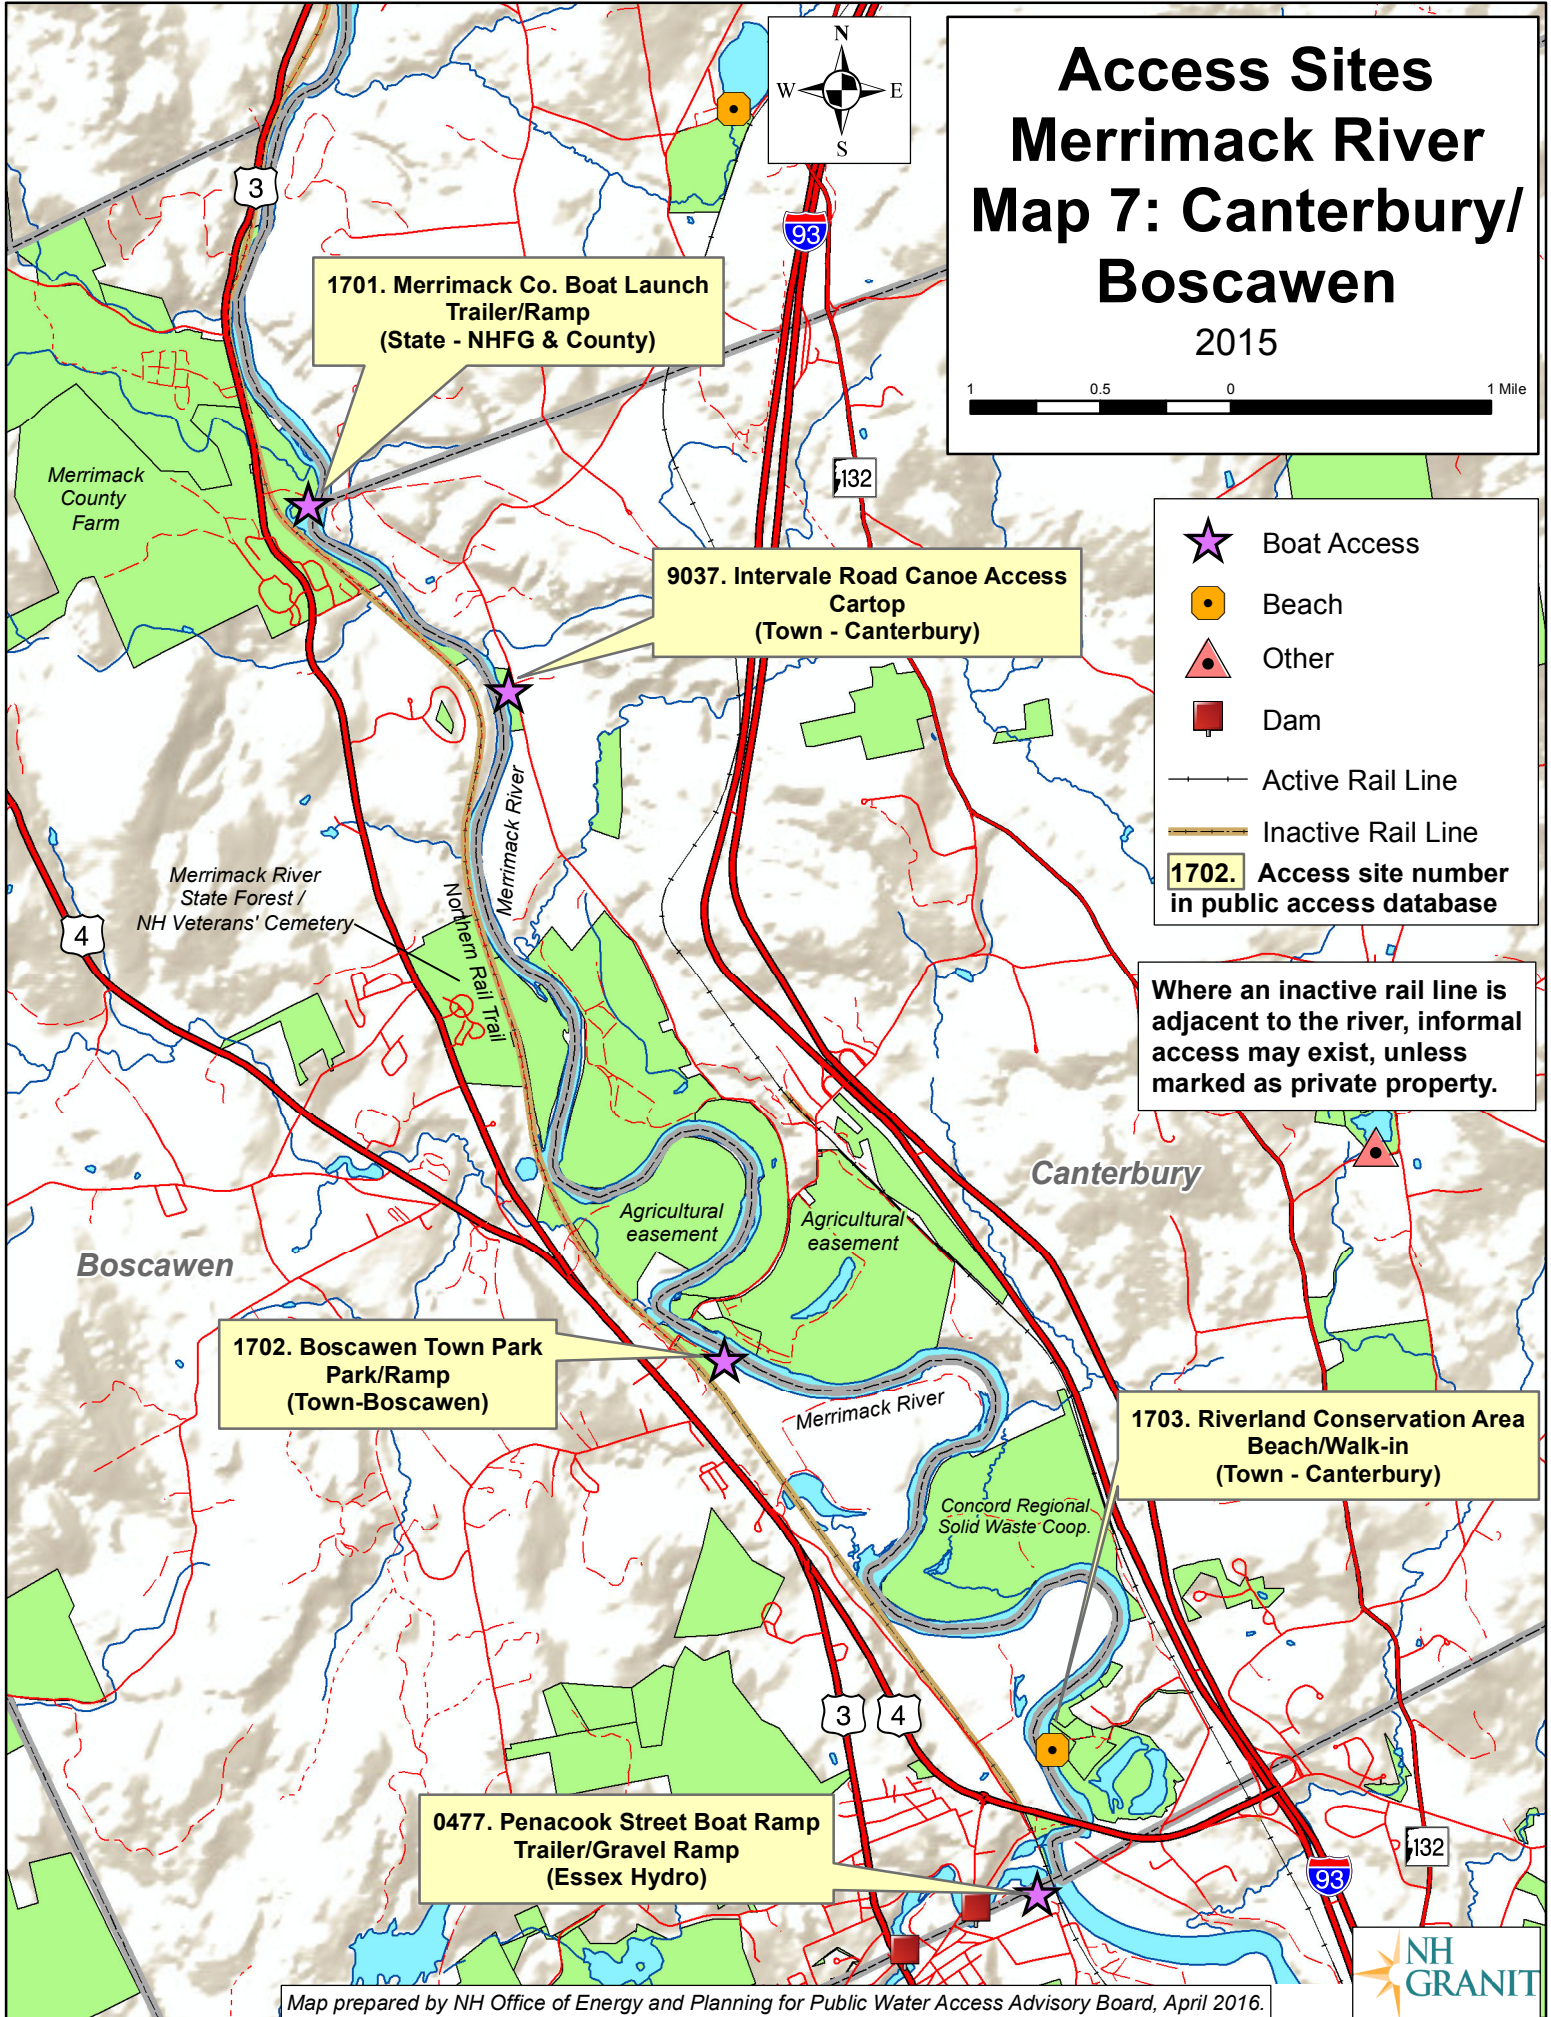 Access Sites
Merrimack River
Map 7: Canterbury/
Boscawen
2015
1 0.5 0 1 Mile
N
W E
S
3
93
1701. Merrimack Co. Boat Launch
Trailer/Ramp
(State - NHFG & County)
Merrimack
County
Farm
132
9037. Intervale Road Canoe Access
Cartop
(Town - Canterbury)
Boat Access
Beach
Other
Dam
Active Rail Line
Inactive Rail Line
1702. Access site number
in public access database
Merrimack River
Merrimack River
State Forest /
NH Veterans' Cemetery
Northern Rail Trail
4
Where an inactive rail line is
adjacent to the river, informal
access may exist, unless
marked as private property.
Canterbury
Agricultural
easement
Agricultural
easement
Boscawen
1702. Boscawen Town Park
Park/Ramp
(Town-Boscawen)
Merrimack River
1703. Riverland Conservation Area
Beach/Walk-in
(Town - Canterbury)
Concord Regional
Solid Waste Coop.
3
4
0477. Penacook Street Boat Ramp
Trailer/Gravel Ramp
(Essex Hydro)
132
93
NH
GRANIT
Map prepared by NH Office of Energy and Planning for Public Water Access Advisory Board, April 2016.